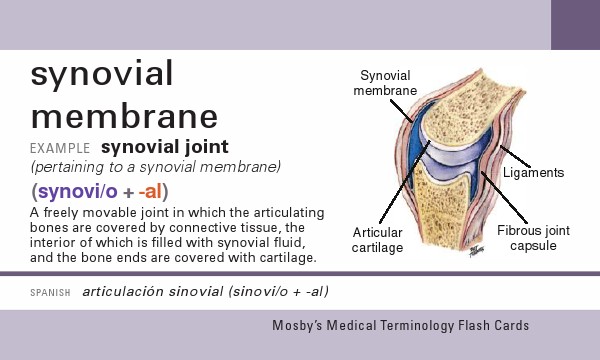 synovial
membrane
EXAMPLE synovial joint
(pertaining to a synovial membrane)
(synovi/o + -al)
A freely movable joint in which the articulating
bones are covered by connective tissue, the
interior of which is filled with synovial fluid,
and the bone ends are covered with cartilage.
Synovial
membrane
Ligaments
Articular
cartilage
Fibrous joint
capsule
SPANISH articulación sinovial (sinovi/o + -al)
Mosby's Medical Terminology Flash Cards